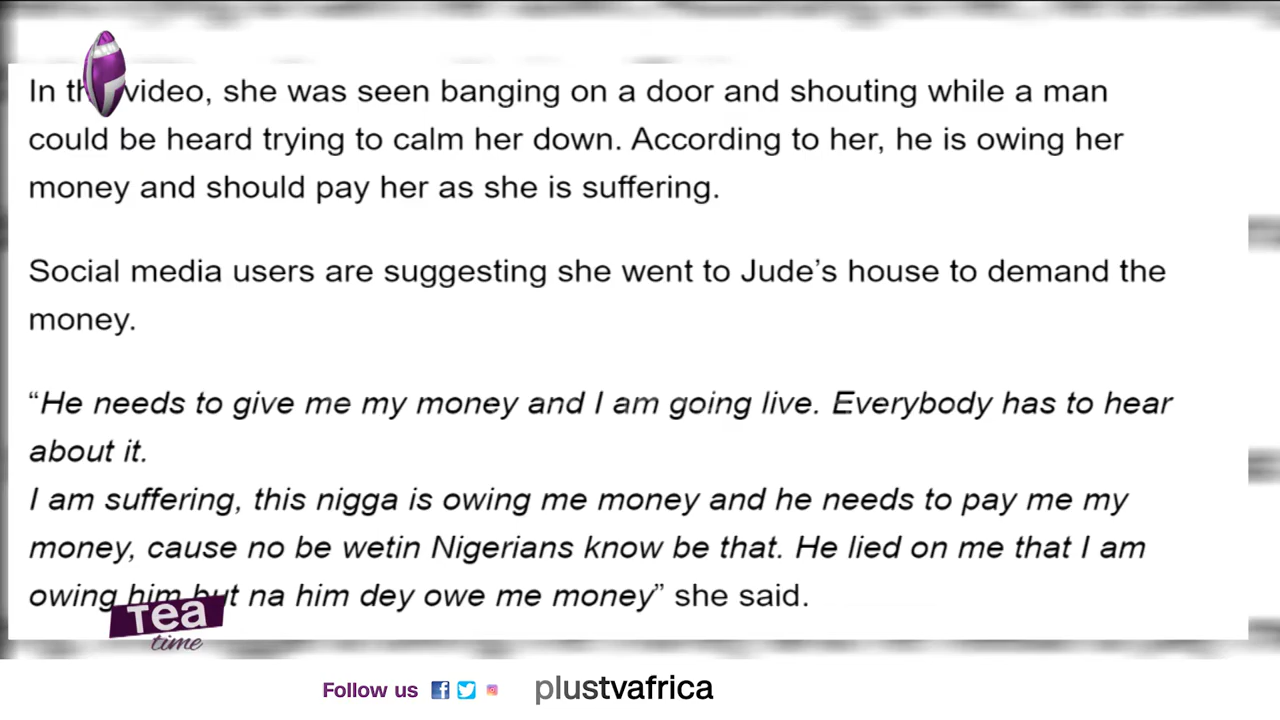 In the video, she was seen banging on a door and shouting while a man
could be heard trying to calm her down. According to her, he is owing her
money and should pay her as she is suffering.
Social media users are suggesting she went to Jude’s house to demand the
money.
“He needs to give me my money and I am going live. Everybody has to hear
about it.
I am suffering, this nigga is owing me money and he needs to pay me my
money, cause no be wetin Nigerians know be that. He lied on me that I am
owing him but na him dey owe me money” she said.
Tea
time
Follow us plustvafrica